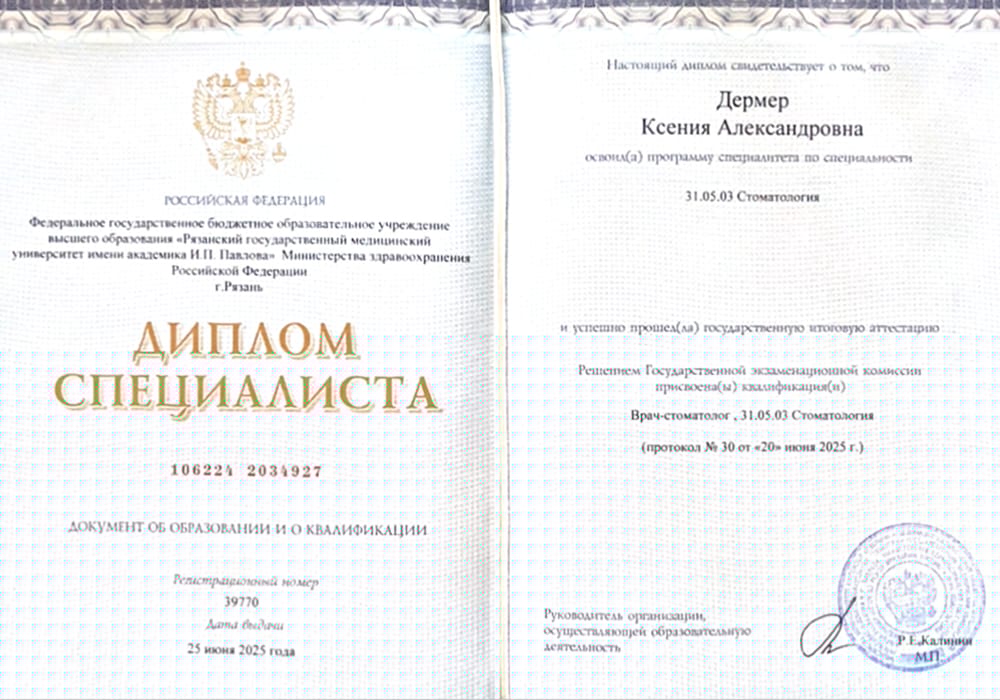 РОССИЙСКАЯ ФЕДЕРАЦИЯ
Федеральное государственное бюджетное образовательное учреждение
высшего образования «Рязанский государственный медицинский
университет имени академика И.П. Павлова» Министерства здравоохранения
Российской Федерации
г.Рязань
ДИПЛОМ
СПЕЦИАЛИСТА
106224 2034927
ДОКУМЕНТ ОБ ОБРАЗОВАНИИ И О КВАЛИФИКАЦИИ
Регистрационный номер
39770
Дата выдачи
25 июня 2025 года
Настоящий диплом свидетельствует о том, что
Дермер
Ксения Александровна
освоил(а) программу специалитета по специальности
31.05.03 Стоматология
и успешно прошел(ла) государственную итоговую аттестацию
Решением Государственной экзаменационной комиссии
присвоена(ы) квалификация(и)
Врач-стоматолог , 31.05.03 Стоматология
(протокол № 30 от «20» июня 2025 г.)
Руководитель организации,
осуществляющей образовательную
деятельность
Р.Е.Калинин
М.П.